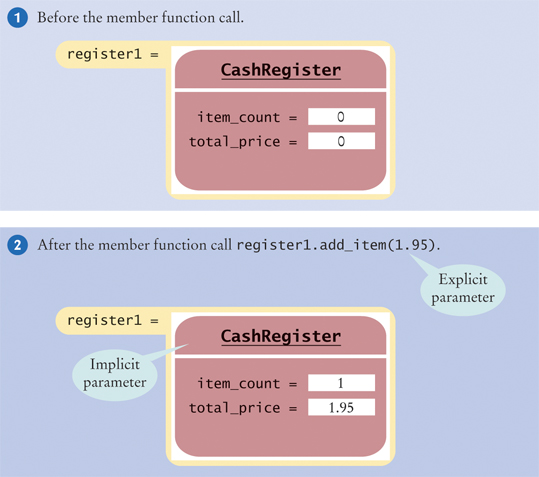 1 Before the member function call.
register1 =
CashRegister
item_count = 0
total_price = 0
2 After the member function call register1.add_item(1.95).
Explicit
parameter
register1 =
CashRegister
Implicit
parameter
item_count = 1
total_price = 1.95